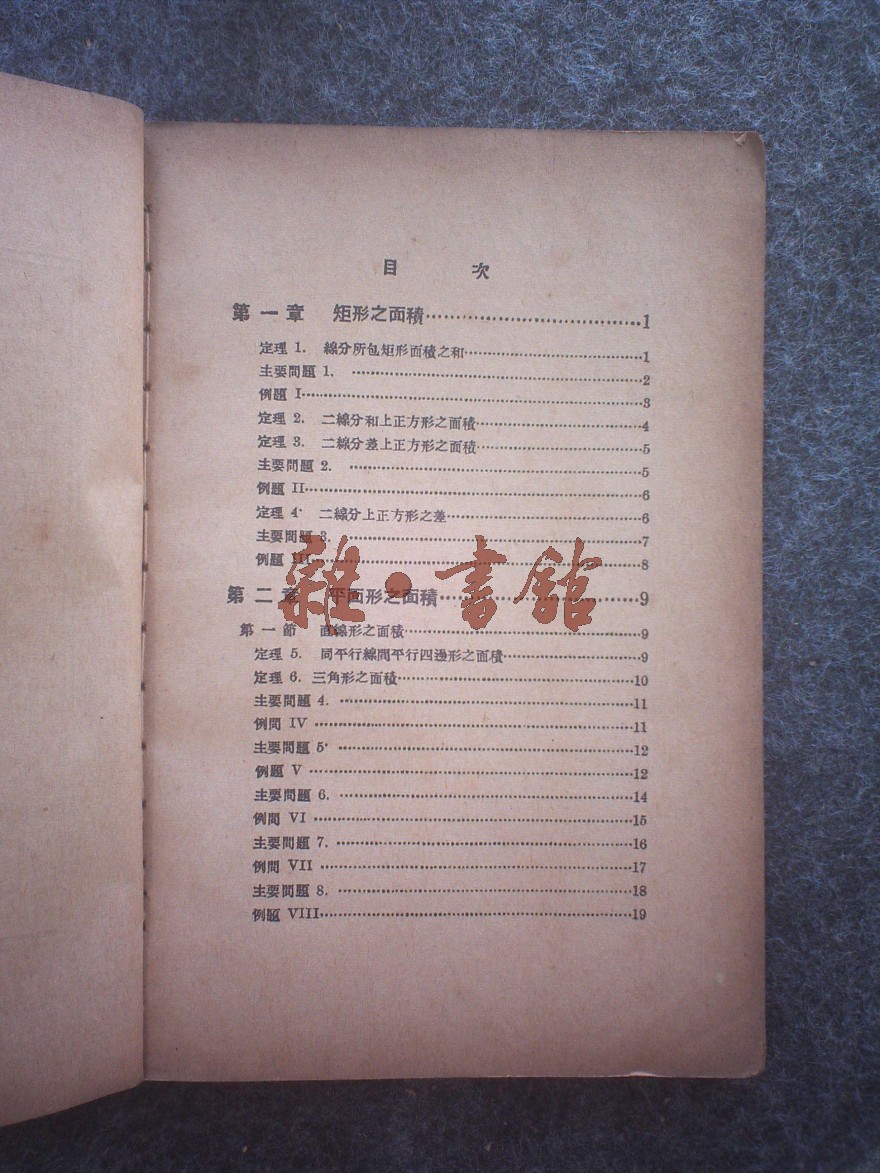 目 次
第一章 矩形之面積……1
定理 1. 線分所包矩形面積之和……1
主要問題 1. ……2
例題 I……3
定理 2. 二線分和上正方形之面積……4
定理 3. 二線分差上正方形之面積……5
主要問題 2. ……5
例題 II……6
定理 4· 二線分上正方形之差……6
主要問題 3. ……7
例題 III……8
雜·書館
第二章 平面形之面積……9
第一節 直線形之面積……9
定理 5. 同平行線間平行四邊形之面積……9
定理 6. 三角形之面積……10
主要問題 4. ……11
例問 IV ……11
主要問題 5· ……12
例題 V ……12
主要問題 6. ……14
例問 VI ……15
主要問題 7. ……16
例問 VII ……17
主要問題 8. ……18
例題 VIII……19